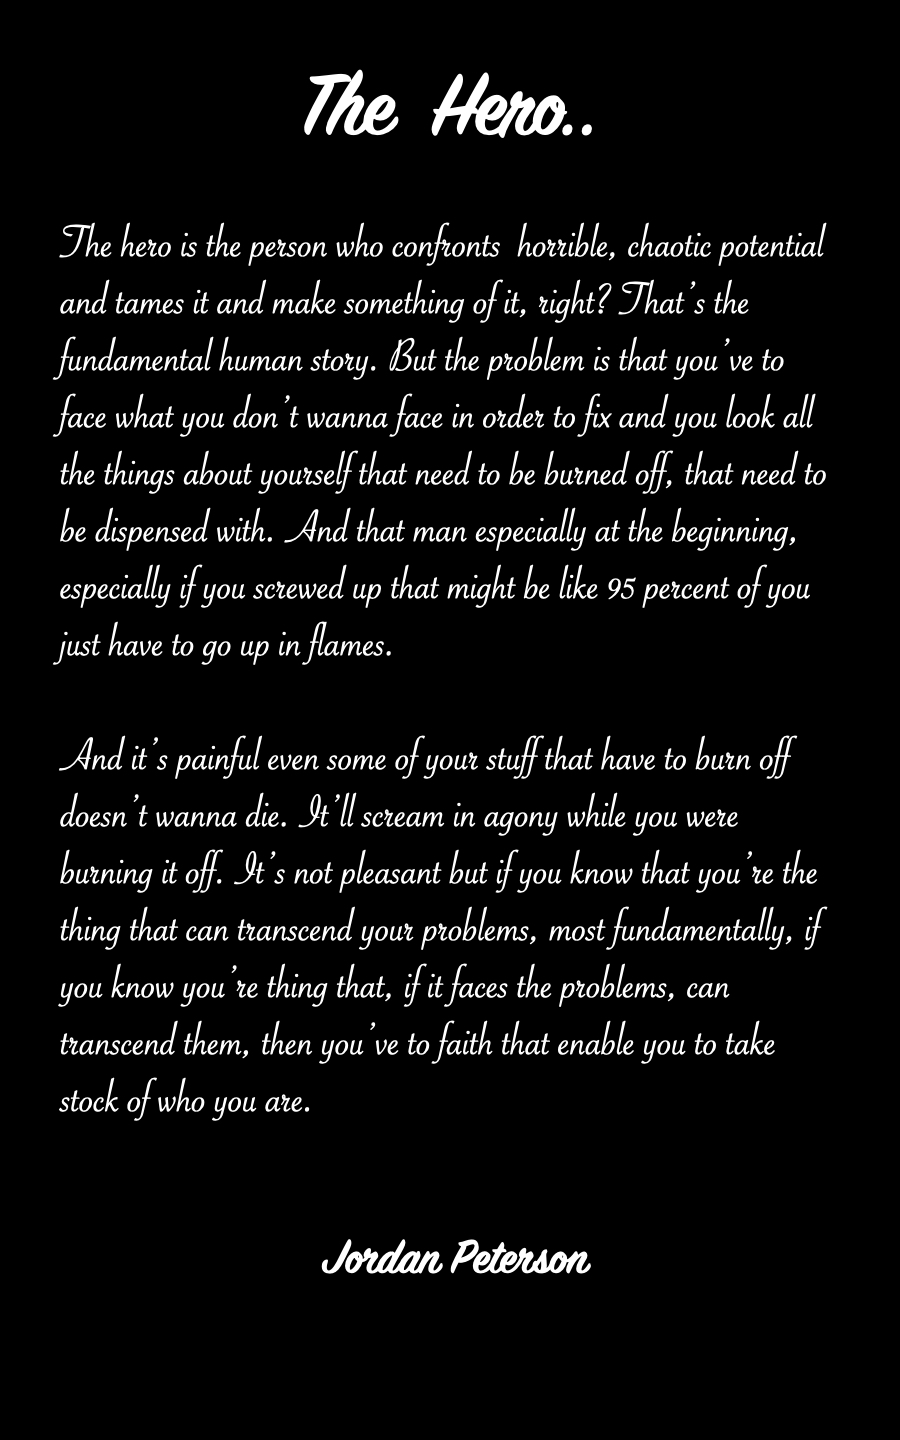 The Hero..
The hero is the person who confronts horrible, chaotic potential
and tames it and make something of it, right? That's the
fundamental human story. But the problem is that you've to
face what you don't wanna face in order to fix and you look all
the things about yourself that need to be burned off, that need to
be dispensed with. And that man especially at the beginning,
especially if you screwed up that might be like 95 percent of you
just have to go up in flames.
And it's painful even some of your stuff that have to burn off
doesn't wanna die. It'll scream in agony while you were
burning it off. It's not pleasant but if you know that you're the
thing that can transcend your problems, most fundamentally, if
you know you're thing that, if it faces the problems, can
transcend them, then you've to faith that enable you to take
stock of who you are.
Jordan Peterson